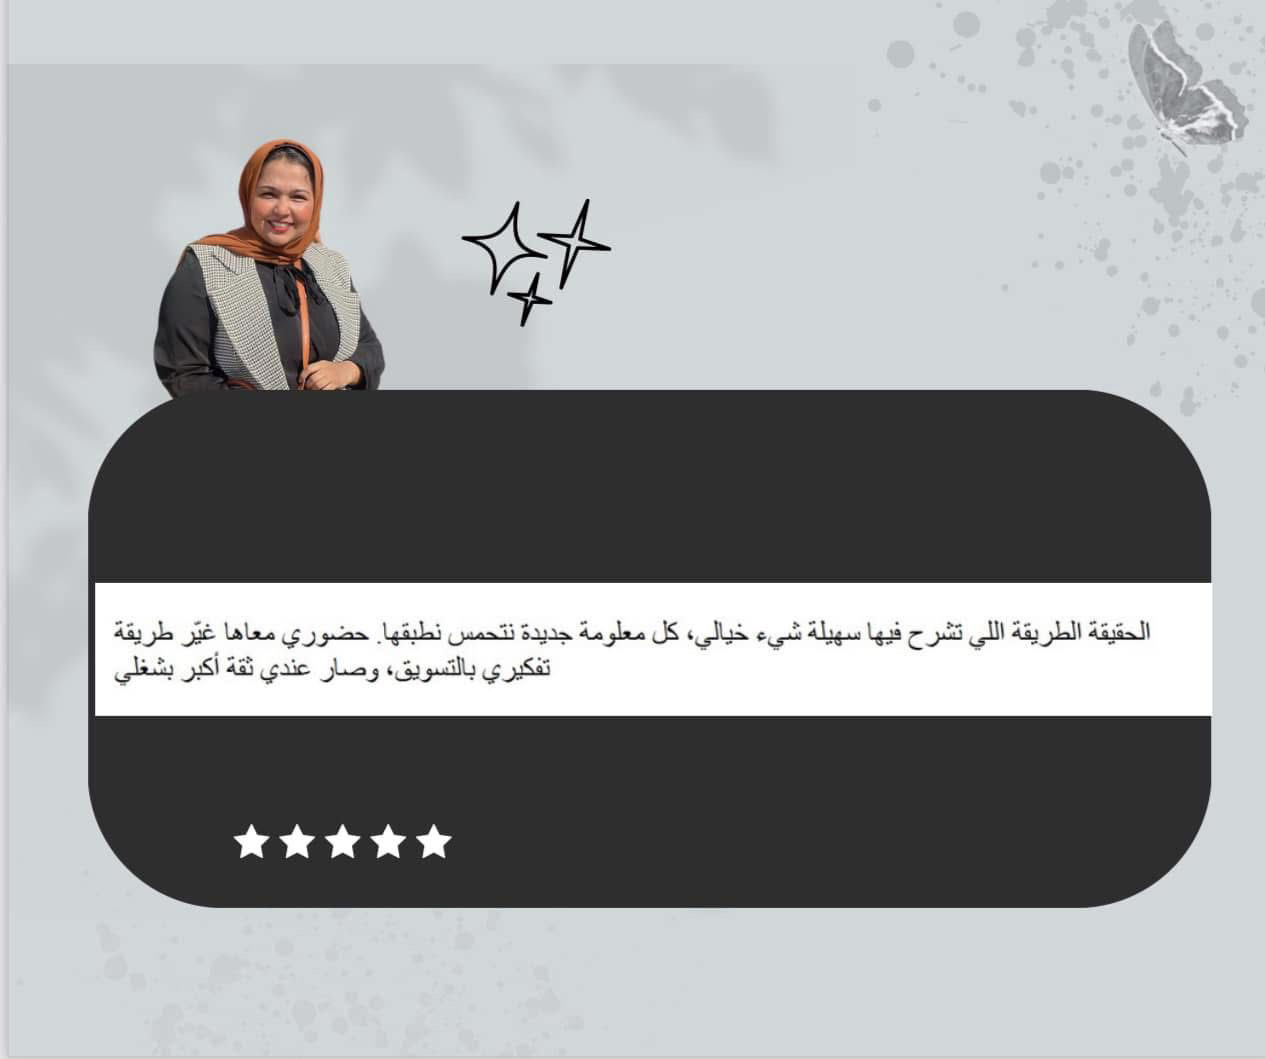 الحقيقة الطريقة اللي تشرح فيها سهيلة شيء خيالي، كل معلومة جديدة نتحمس نطبقها. حضوري معاها غيّر طريقة
تفكيري بالتسويق، وصار عندي ثقة أكبر بشغلي